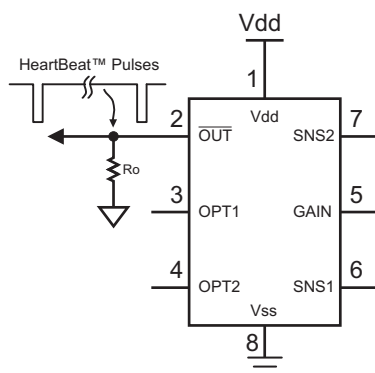 Vdd
HeartBeat™ Pulses
1
2
Vdd
7
OUT
SNS2
Ro
3
5
OPT1
GAIN
4
6
OPT2
SNS1
Vss
8